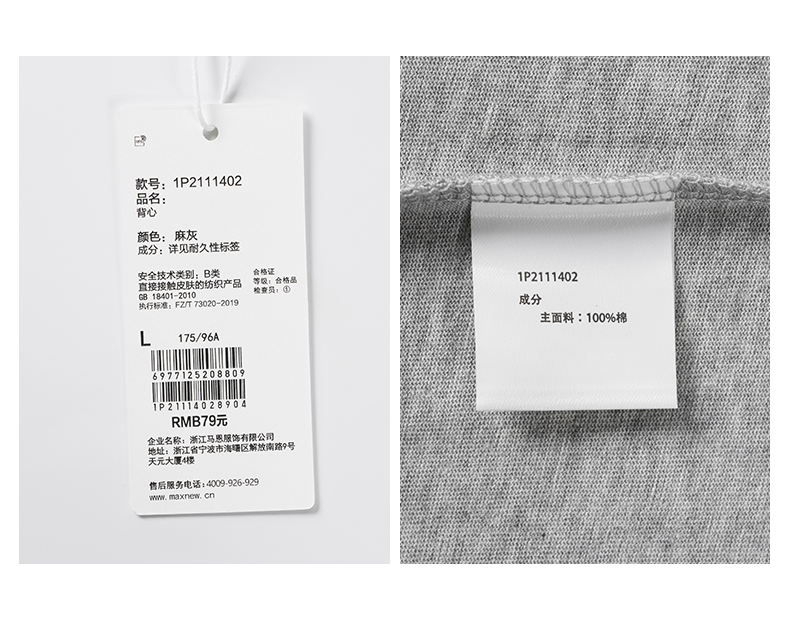 款号：1P2111402
品名：
背心
颜色：麻灰
成分：详见耐久性标签
安全技术类别：B类
直接接触皮肤的纺织产品
GB 18401-2010
执行标准：FZ/T 73020-2019
合格证
等级：合格品
检查员：①
L 175/96A
6977125208809
1P21114028904
RMB79元
企业名称：浙江马恩服饰有限公司
地址：浙江省宁波市海曙区解放南路9号
天元大厦4楼
售后服务电话：4009-926-929
www.maxnew.cn
1P2111402
成分
主面料：100%棉